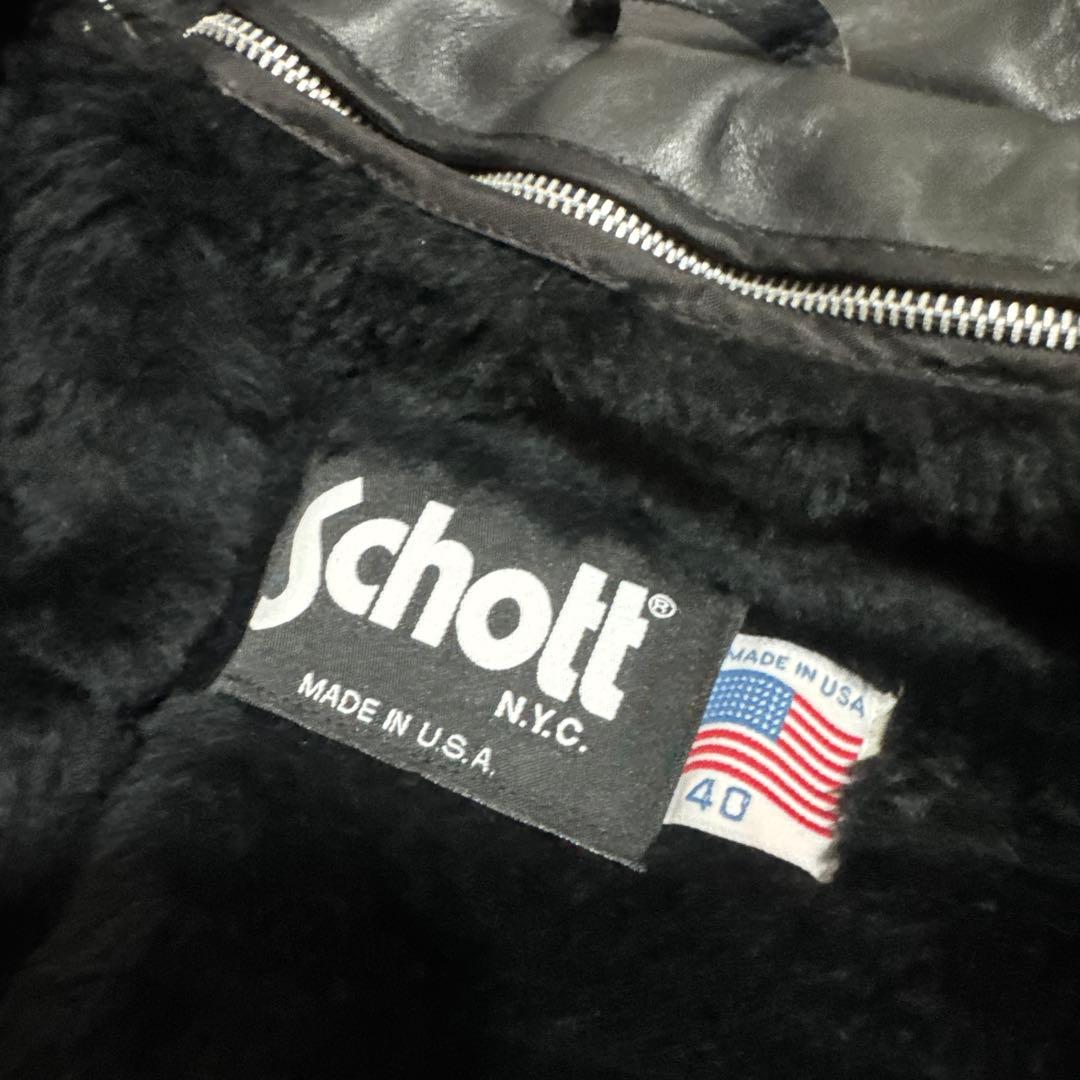 Schott®
N.Y.C.
MADE IN U.S.A.
MADE IN USA
40